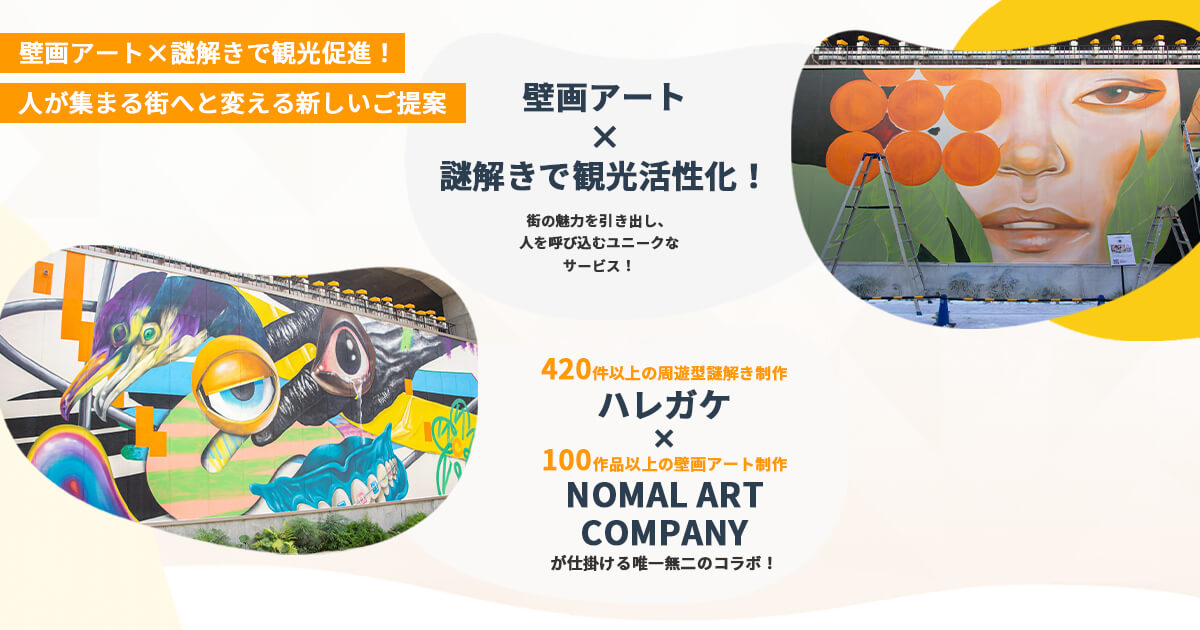 壁画アート×謎解きで観光促進！
人が集まる街へと変える新しいご提案
壁画アート
×
謎解きで観光活性化！
街の魅力を引き出し、
人を呼び込むユニークな
サービス！
420件以上の周遊型謎解き制作
ハレガケ
×
100作品以上の壁画アート制作
NOMAL ART
COMPANY
が仕掛ける唯一無二のコラボ！